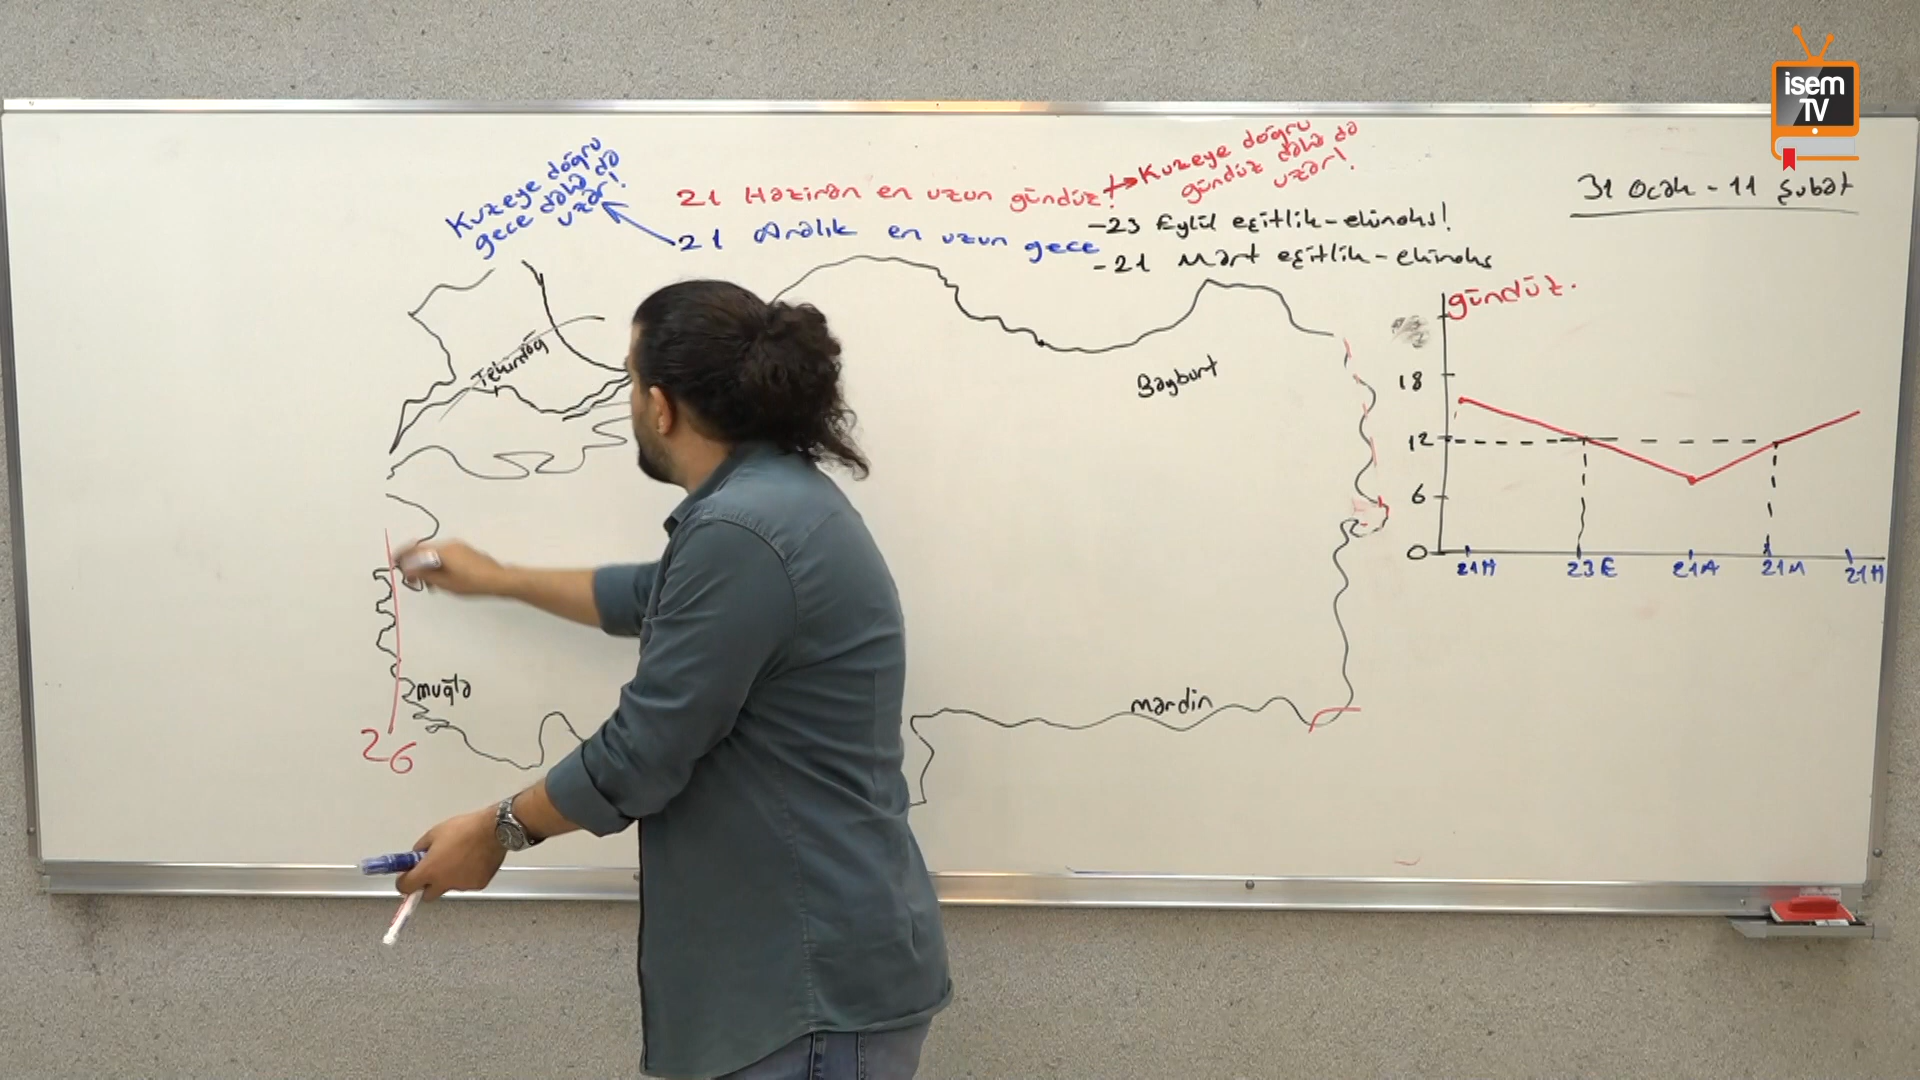 isem
TV
Kuzeye doğru
gece daha da
uzar!
21 Haziran en uzun gündüz!
Kuzeye doğru
gündüz daha da
uzar!
21 Aralık en uzun gece
-23 Eylül eşitlik-ekinoks!
-21 Mart eşitlik-ekinoks
31 Ocak - 11 Şubat
Tekirdağ
Bayburt
Muğla
Mardin
26
gündüz.
18
12
6
0
21H 23E 21A 21M 21H